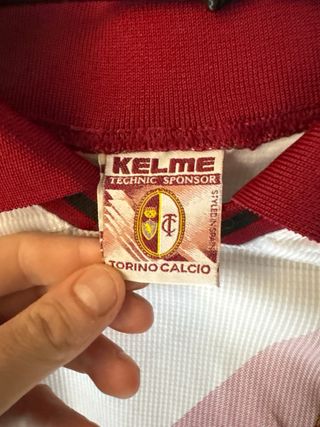 KELME
TECHNIC SPONSOR
STYLED IN SPAIN
TC
TORINO CALCIO